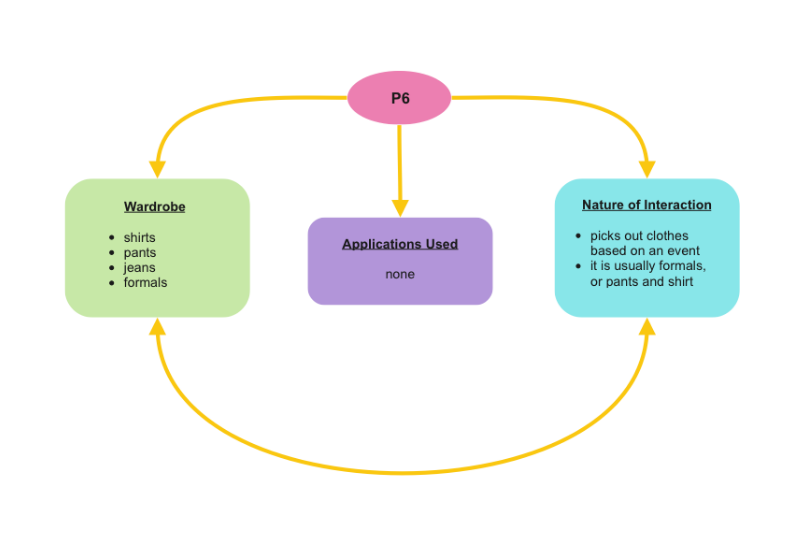 P6
Wardrobe
• shirts
• pants
• jeans
• formals
Applications Used
none
Nature of Interaction
• picks out clothes
based on an event
• it is usually formals,
or pants and shirt